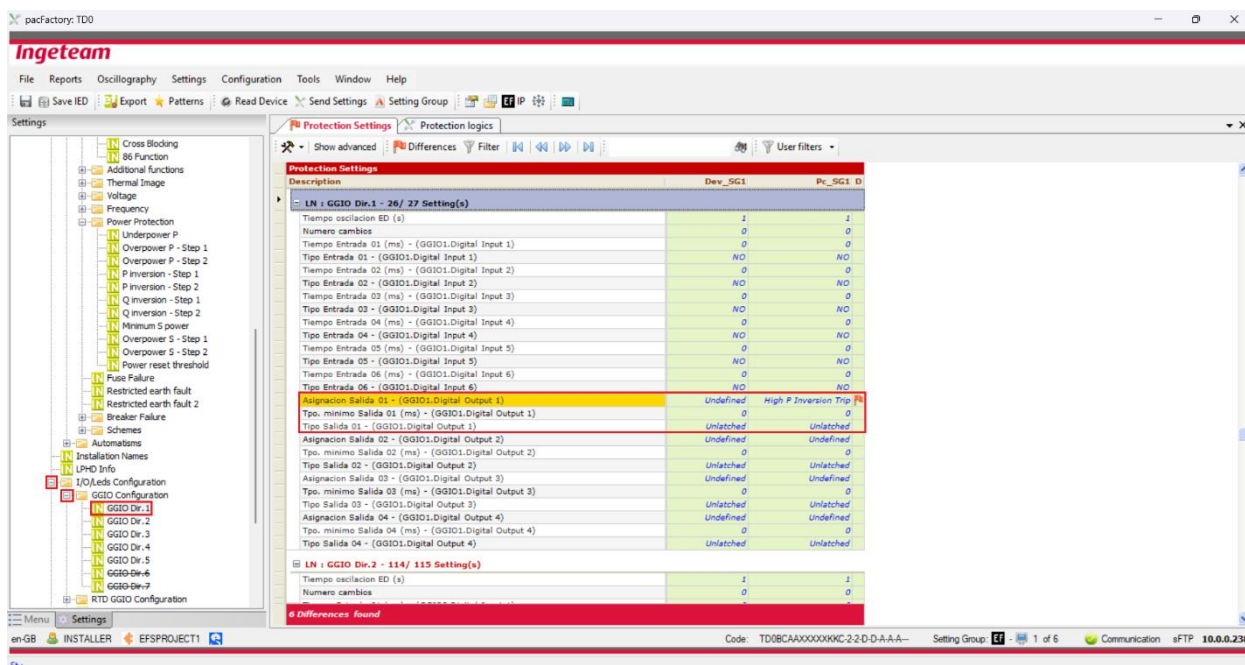 pacFactory: TD0
Ingeteam
File Reports Oscillography Settings Configuration Tools Window Help
Save IED Export Patterns Read Device Send Settings Setting Group EF IP
Settings
Cross Blocking
86 Function
Additional functions
Thermal Image
Voltage
Frequency
Power Protection
Underpower P
Overpower P - Step 1
Overpower P - Step 2
P inversion - Step 1
P inversion - Step 2
Q inversion - Step 1
Q inversion - Step 2
Minimum S power
Overpower S - Step 1
Overpower S - Step 2
Power reset threshold
Fuse Failure
Restricted earth fault
Restricted earth fault 2
Breaker Failure
Schemes
Automatisms
Installation Names
LPHD Info
I/O/Leds Configuration
GGIO Configuration
GGIO Dir.1
GGIO Dir.2
GGIO Dir.3
GGIO Dir.4
GGIO Dir.5
GGIO Dir.6
GGIO Dir.7
RTD GGIO Configuration
Menu Settings
Protection Settings Protection logics
Show advanced Differences Filter User filters
Protection Settings
Description Dev_SG1 Pc_SG1 D
LN : GGIO Dir.1 - 26/ 27 Setting(s)
Tiempo oscilacion ED (s) 1 1
Numero cambios 0 0
Tiempo Entrada 01 (ms) - (GGIO1.Digital Input 1) 0 0
Tipo Entrada 01 - (GGIO1.Digital Input 1) NO NO
Tiempo Entrada 02 (ms) - (GGIO1.Digital Input 2) 0 0
Tipo Entrada 02 - (GGIO1.Digital Input 2) NO NO
Tiempo Entrada 03 (ms) - (GGIO1.Digital Input 3) 0 0
Tipo Entrada 03 - (GGIO1.Digital Input 3) NO NO
Tiempo Entrada 04 (ms) - (GGIO1.Digital Input 4) 0 0
Tipo Entrada 04 - (GGIO1.Digital Input 4) NO NO
Tiempo Entrada 05 (ms) - (GGIO1.Digital Input 5) 0 0
Tipo Entrada 05 - (GGIO1.Digital Input 5) NO NO
Tiempo Entrada 06 (ms) - (GGIO1.Digital Input 6) 0 0
Tipo Entrada 06 - (GGIO1.Digital Input 6) NO NO
Asignacion Salida 01 - (GGIO1.Digital Output 1) Undefined High P Inversion Trip
Tpo. minimo Salida 01 (ms) - (GGIO1.Digital Output 1) 0 0
Tipo Salida 01 - (GGIO1.Digital Output 1) Unlatched Unlatched
Asignacion Salida 02 - (GGIO1.Digital Output 2) Undefined Undefined
Tpo. minimo Salida 02 (ms) - (GGIO1.Digital Output 2) 0 0
Tipo Salida 02 - (GGIO1.Digital Output 2) Unlatched Unlatched
Asignacion Salida 03 - (GGIO1.Digital Output 3) Undefined Undefined
Tpo. minimo Salida 03 (ms) - (GGIO1.Digital Output 3) 0 0
Tipo Salida 03 - (GGIO1.Digital Output 3) Unlatched Unlatched
Asignacion Salida 04 - (GGIO1.Digital Output 4) Undefined Undefined
Tpo. minimo Salida 04 (ms) - (GGIO1.Digital Output 4) 0 0
Tipo Salida 04 - (GGIO1.Digital Output 4) Unlatched Unlatched
LN : GGIO Dir.2 - 114/ 115 Setting(s)
Tiempo oscilacion ED (s) 1 1
Numero cambios 0 0
6 Differences found
en-GB INSTALLER EFSPROJECT1 Code: TD0BCAAXXXXXKKC-2-2-D-D-A-A-A-- Setting Group: EF - 1 of 6 Communication sFTP 10.0.0.23